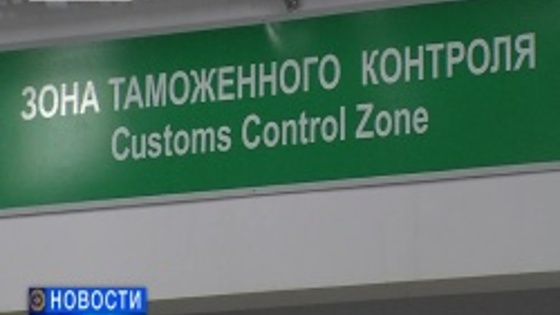 ЗОНА ТАМОЖЕННОГО КОНТРОЛЯ
Customs Control Zone
НОВОСТИ